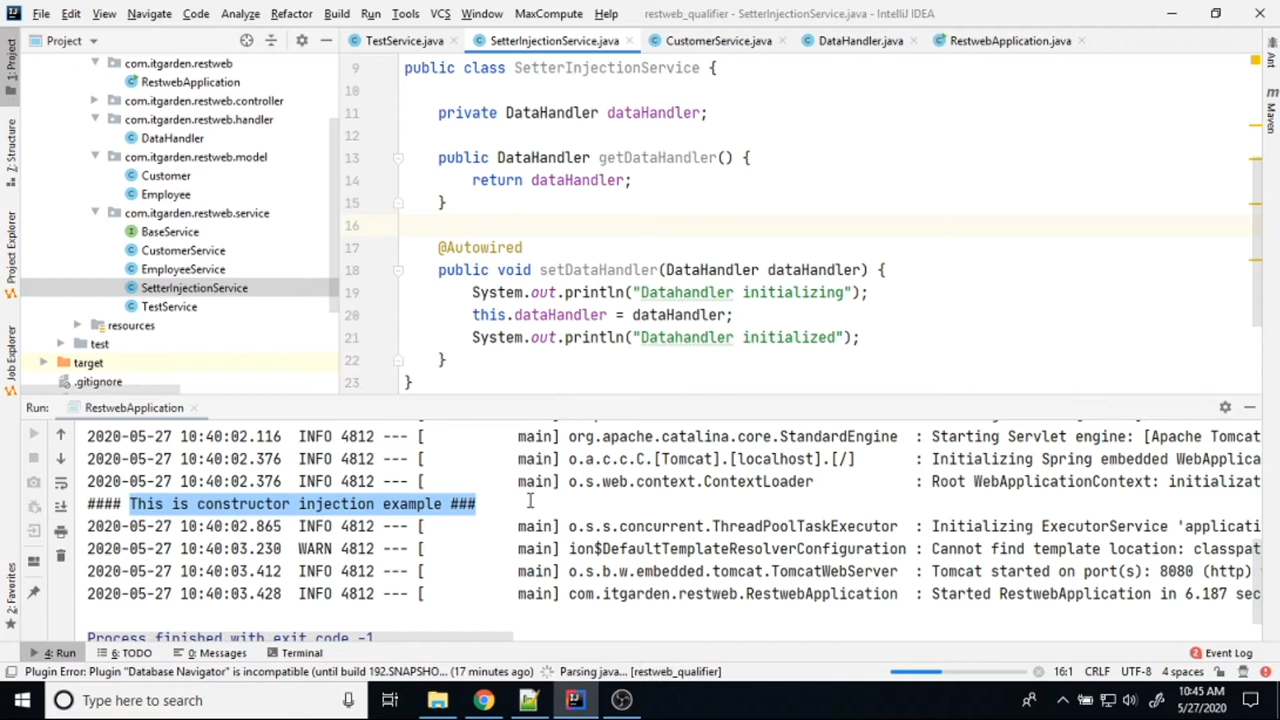 File Edit View Navigate Code Analyze Refactor Build Run Tools VCS Window MaxCompute Help restweb_qualifier - SetterInjectionService.java - IntelliJ IDEA
Project
TestService.java SetterInjectionService.java CustomerService.java DataHandler.java RestwebApplication.java
1: Project
Z: Structure
Project Explorer
Job Explorer
2: Favorites
com.itgarden.restweb
RestwebApplication
com.itgarden.restweb.controller
com.itgarden.restweb.handler
DataHandler
com.itgarden.restweb.model
Customer
Employee
com.itgarden.restweb.service
BaseService
CustomerService
EmployeeService
SetterInjectionService
TestService
resources
test
target
.gitignore
9 public class SetterInjectionService {
10
11 private DataHandler dataHandler;
12
13 public DataHandler getDataHandler() {
14 return dataHandler;
15 }
16
17 @Autowired
18 public void setDataHandler(DataHandler dataHandler) {
19 System.out.println("Datahandler initializing");
20 this.dataHandler = dataHandler;
21 System.out.println("Datahandler initialized");
22 }
23 }
Ant
m
Maven
Run: RestwebApplication
2020-05-27 10:40:02.116 INFO 4812 --- [ main] org.apache.catalina.core.StandardEngine : Starting Servlet engine: [Apache Tomcat
2020-05-27 10:40:02.376 INFO 4812 --- [ main] o.a.c.c.C.[Tomcat].[localhost].[/] : Initializing Spring embedded WebApplica
2020-05-27 10:40:02.376 INFO 4812 --- [ main] o.s.web.context.ContextLoader : Root WebApplicationContext: initializat
#### This is constructor injection example ###
2020-05-27 10:40:02.865 INFO 4812 --- [ main] o.s.s.concurrent.ThreadPoolTaskExecutor : Initializing ExecutorService 'applicati
2020-05-27 10:40:03.230 WARN 4812 --- [ main] ion$DefaultTemplateResolverConfiguration : Cannot find template location: classpat
2020-05-27 10:40:03.412 INFO 4812 --- [ main] o.s.b.w.embedded.tomcat.TomcatWebServer : Tomcat started on port(s): 8080 (http)
2020-05-27 10:40:03.428 INFO 4812 --- [ main] com.itgarden.restweb.RestwebApplication : Started RestwebApplication in 6.187 sec
Process finished with exit code -1
4: Run 6: TODO 0: Messages Terminal 2 Event Log
Plugin Error: Plugin "Database Navigator" is incompatible (until build 192.SNAPSHO... (17 minutes ago) Parsing java... [restweb_qualifier] 16:1 CRLF UTF-8 4 spaces
Type here to search
10:45 AM
5/27/2020